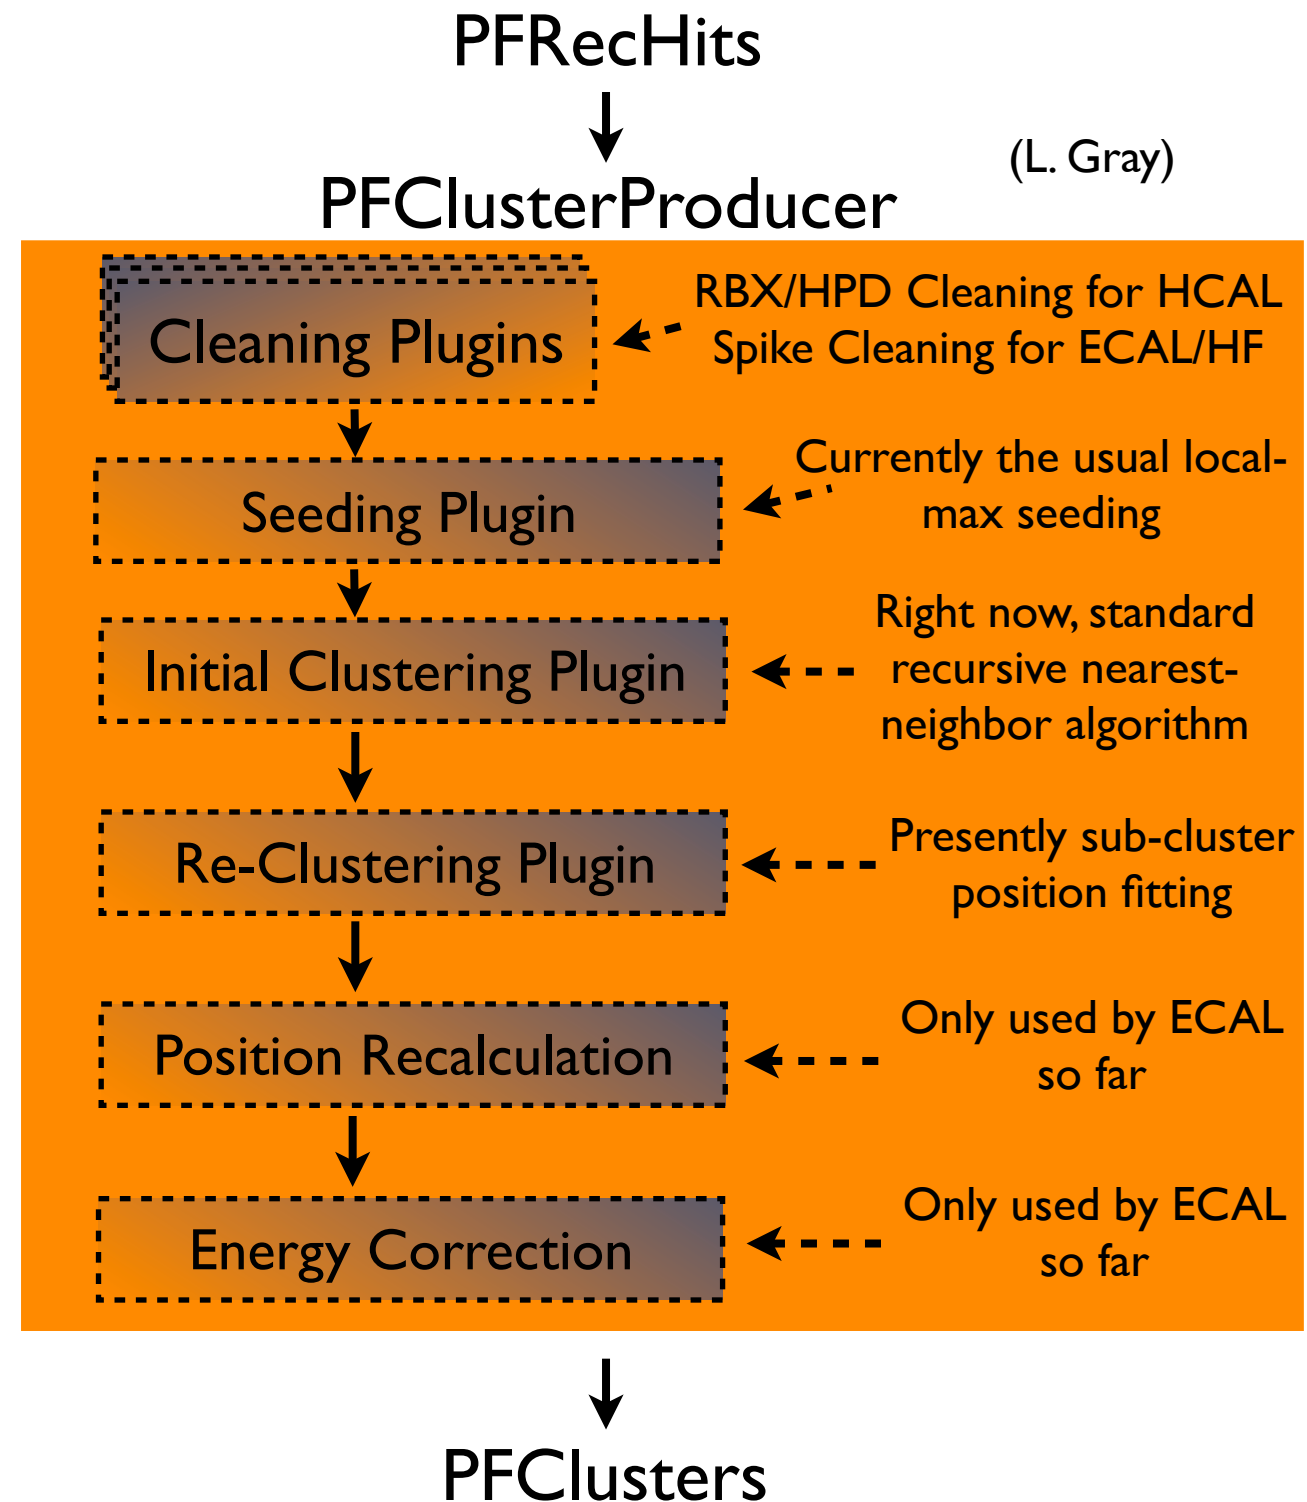 PFRecHits
(L. Gray)
PFClusterProducer
Cleaning Plugins
RBX/HPD Cleaning for HCAL
Spike Cleaning for ECAL/HF
Seeding Plugin
Currently the usual local-
max seeding
Initial Clustering Plugin
Right now, standard
recursive nearest-
neighbor algorithm
Re-Clustering Plugin
Presently sub-cluster
position fitting
Position Recalculation
Only used by ECAL
so far
Energy Correction
Only used by ECAL
so far
PFClusters